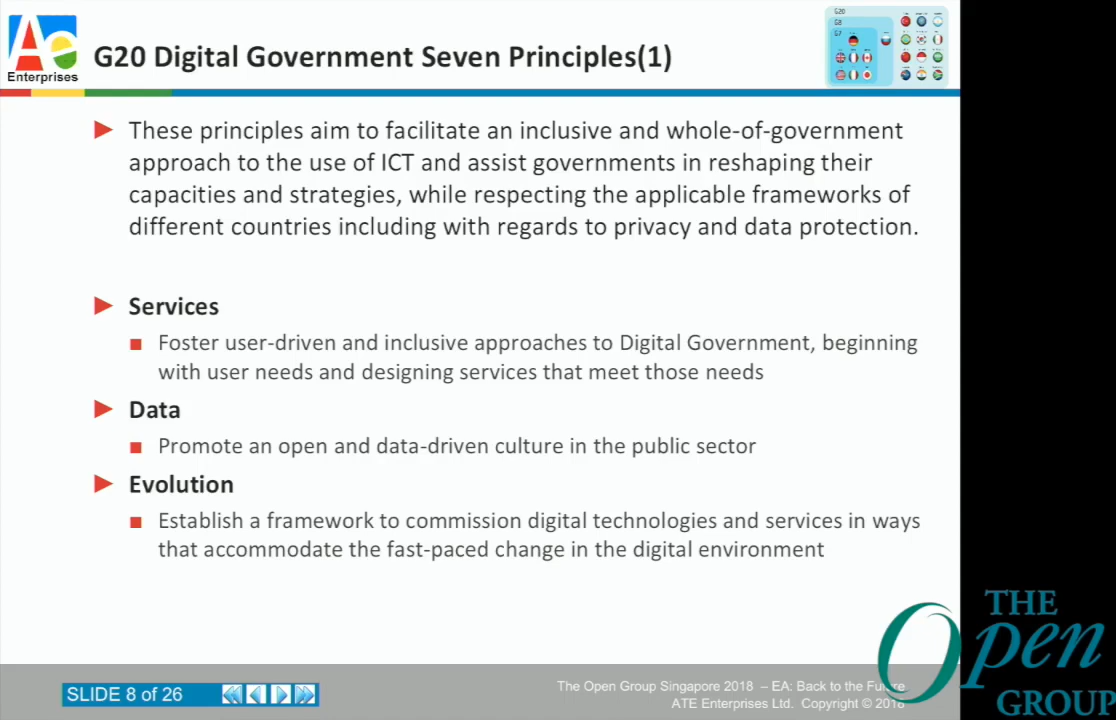 Ae
Enterprises
G20 Digital Government Seven Principles(1)
G20
G8
G7
These principles aim to facilitate an inclusive and whole-of-government
approach to the use of ICT and assist governments in reshaping their
capacities and strategies, while respecting the applicable frameworks of
different countries including with regards to privacy and data protection.
Services
Foster user-driven and inclusive approaches to Digital Government, beginning
with user needs and designing services that meet those needs
Data
Promote an open and data-driven culture in the public sector
Evolution
Establish a framework to commission digital technologies and services in ways
that accommodate the fast-paced change in the digital environment
SLIDE 8 of 26
The Open Group Singapore 2018 – EA: Back to the Future
ATE Enterprises Ltd. Copyright © 2018
THE
Open
GROUP